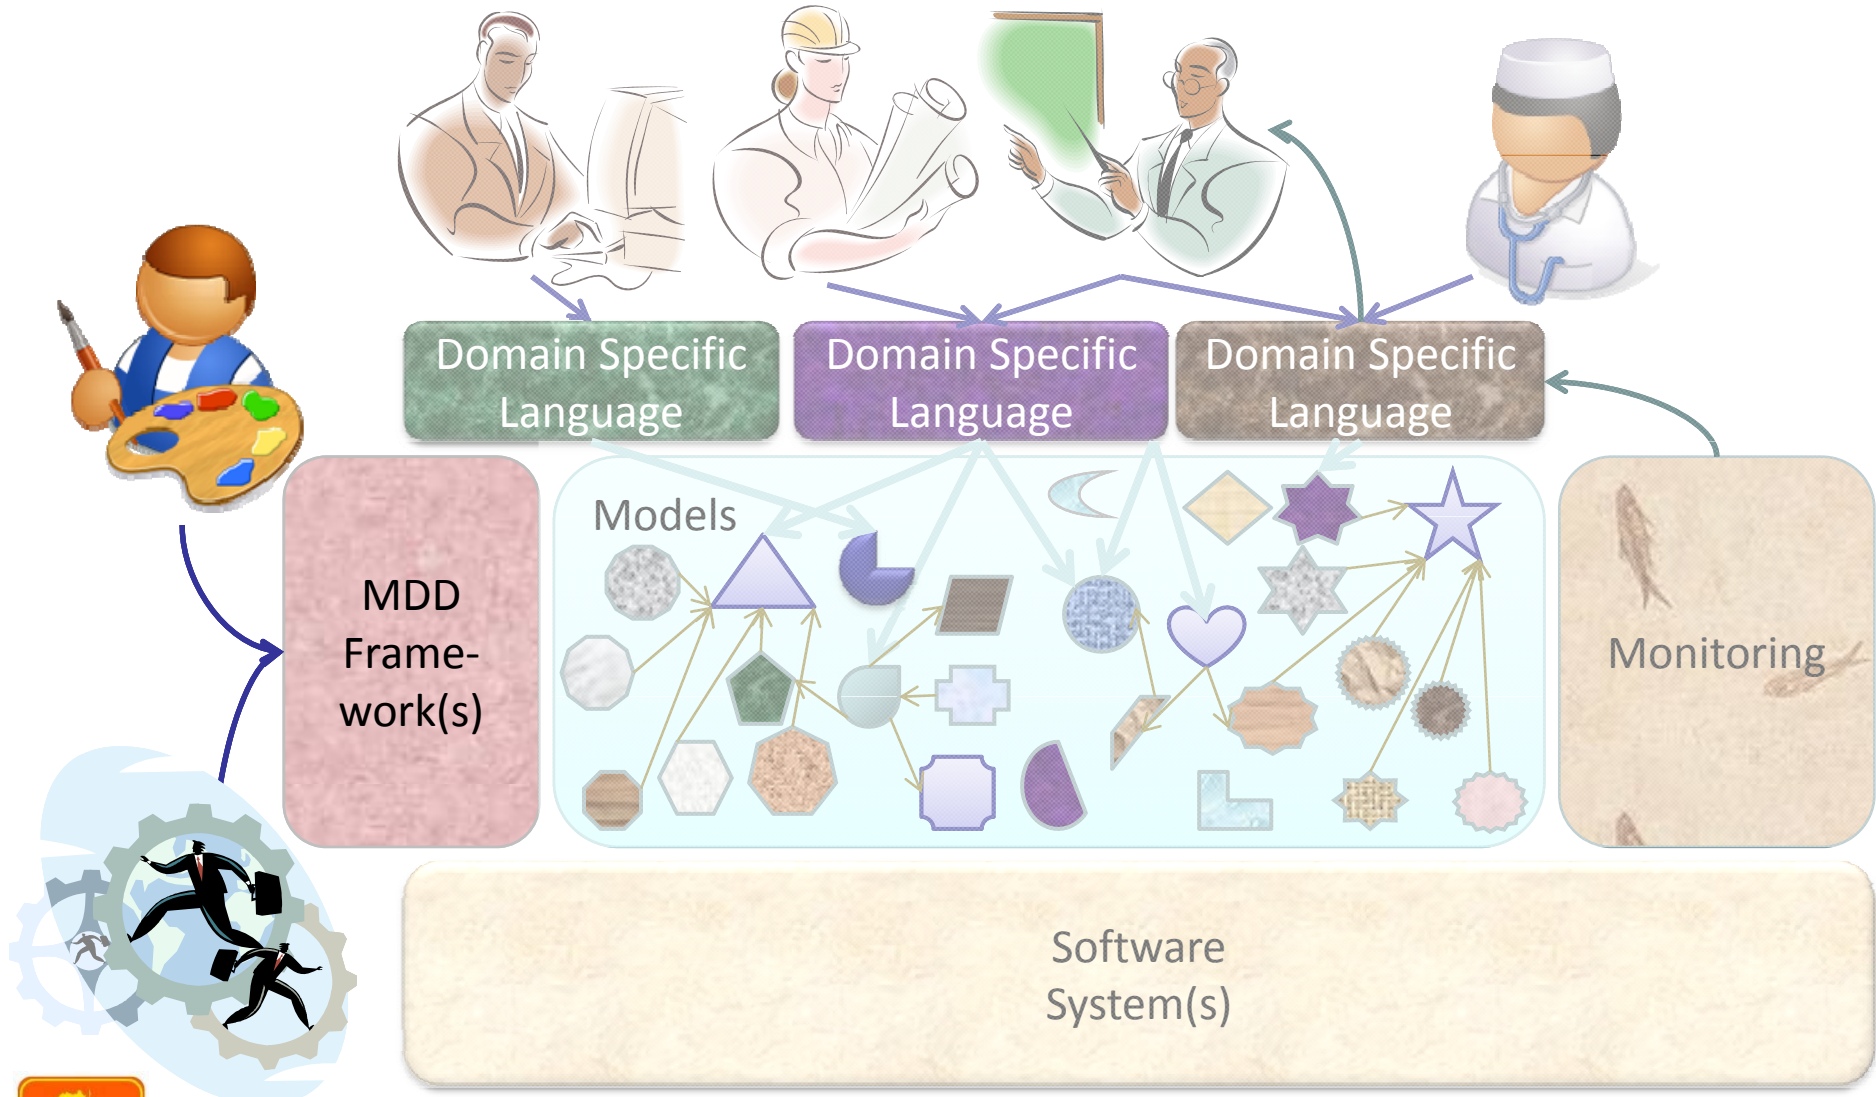 Domain Specific
Language
Domain Specific
Language
Domain Specific
Language
MDD
Frame-
work(s)
Models
Monitoring
Software
System(s)